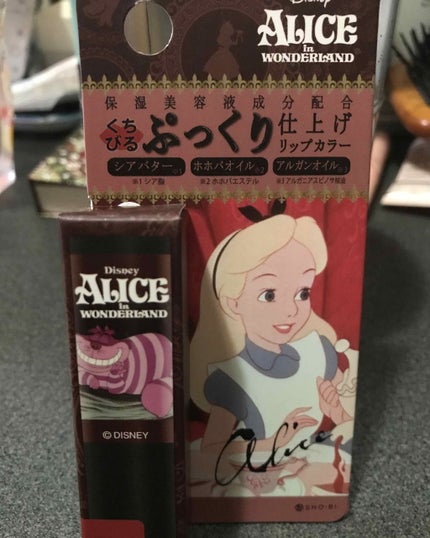 Disney
ALICE
in
WONDERLAND
保湿美容液成分配合
くちびる ぷっくり 仕上げ リップカラー
シアバター※1 ホホバオイル※2 アルガンオイル※3
※1 シア脂 ※2 ホホバエステル ※3 アルガニアスピノサ核油
Disney
ALICE
in
WONDERLAND
© DISNEY
Alice
SHO-BI